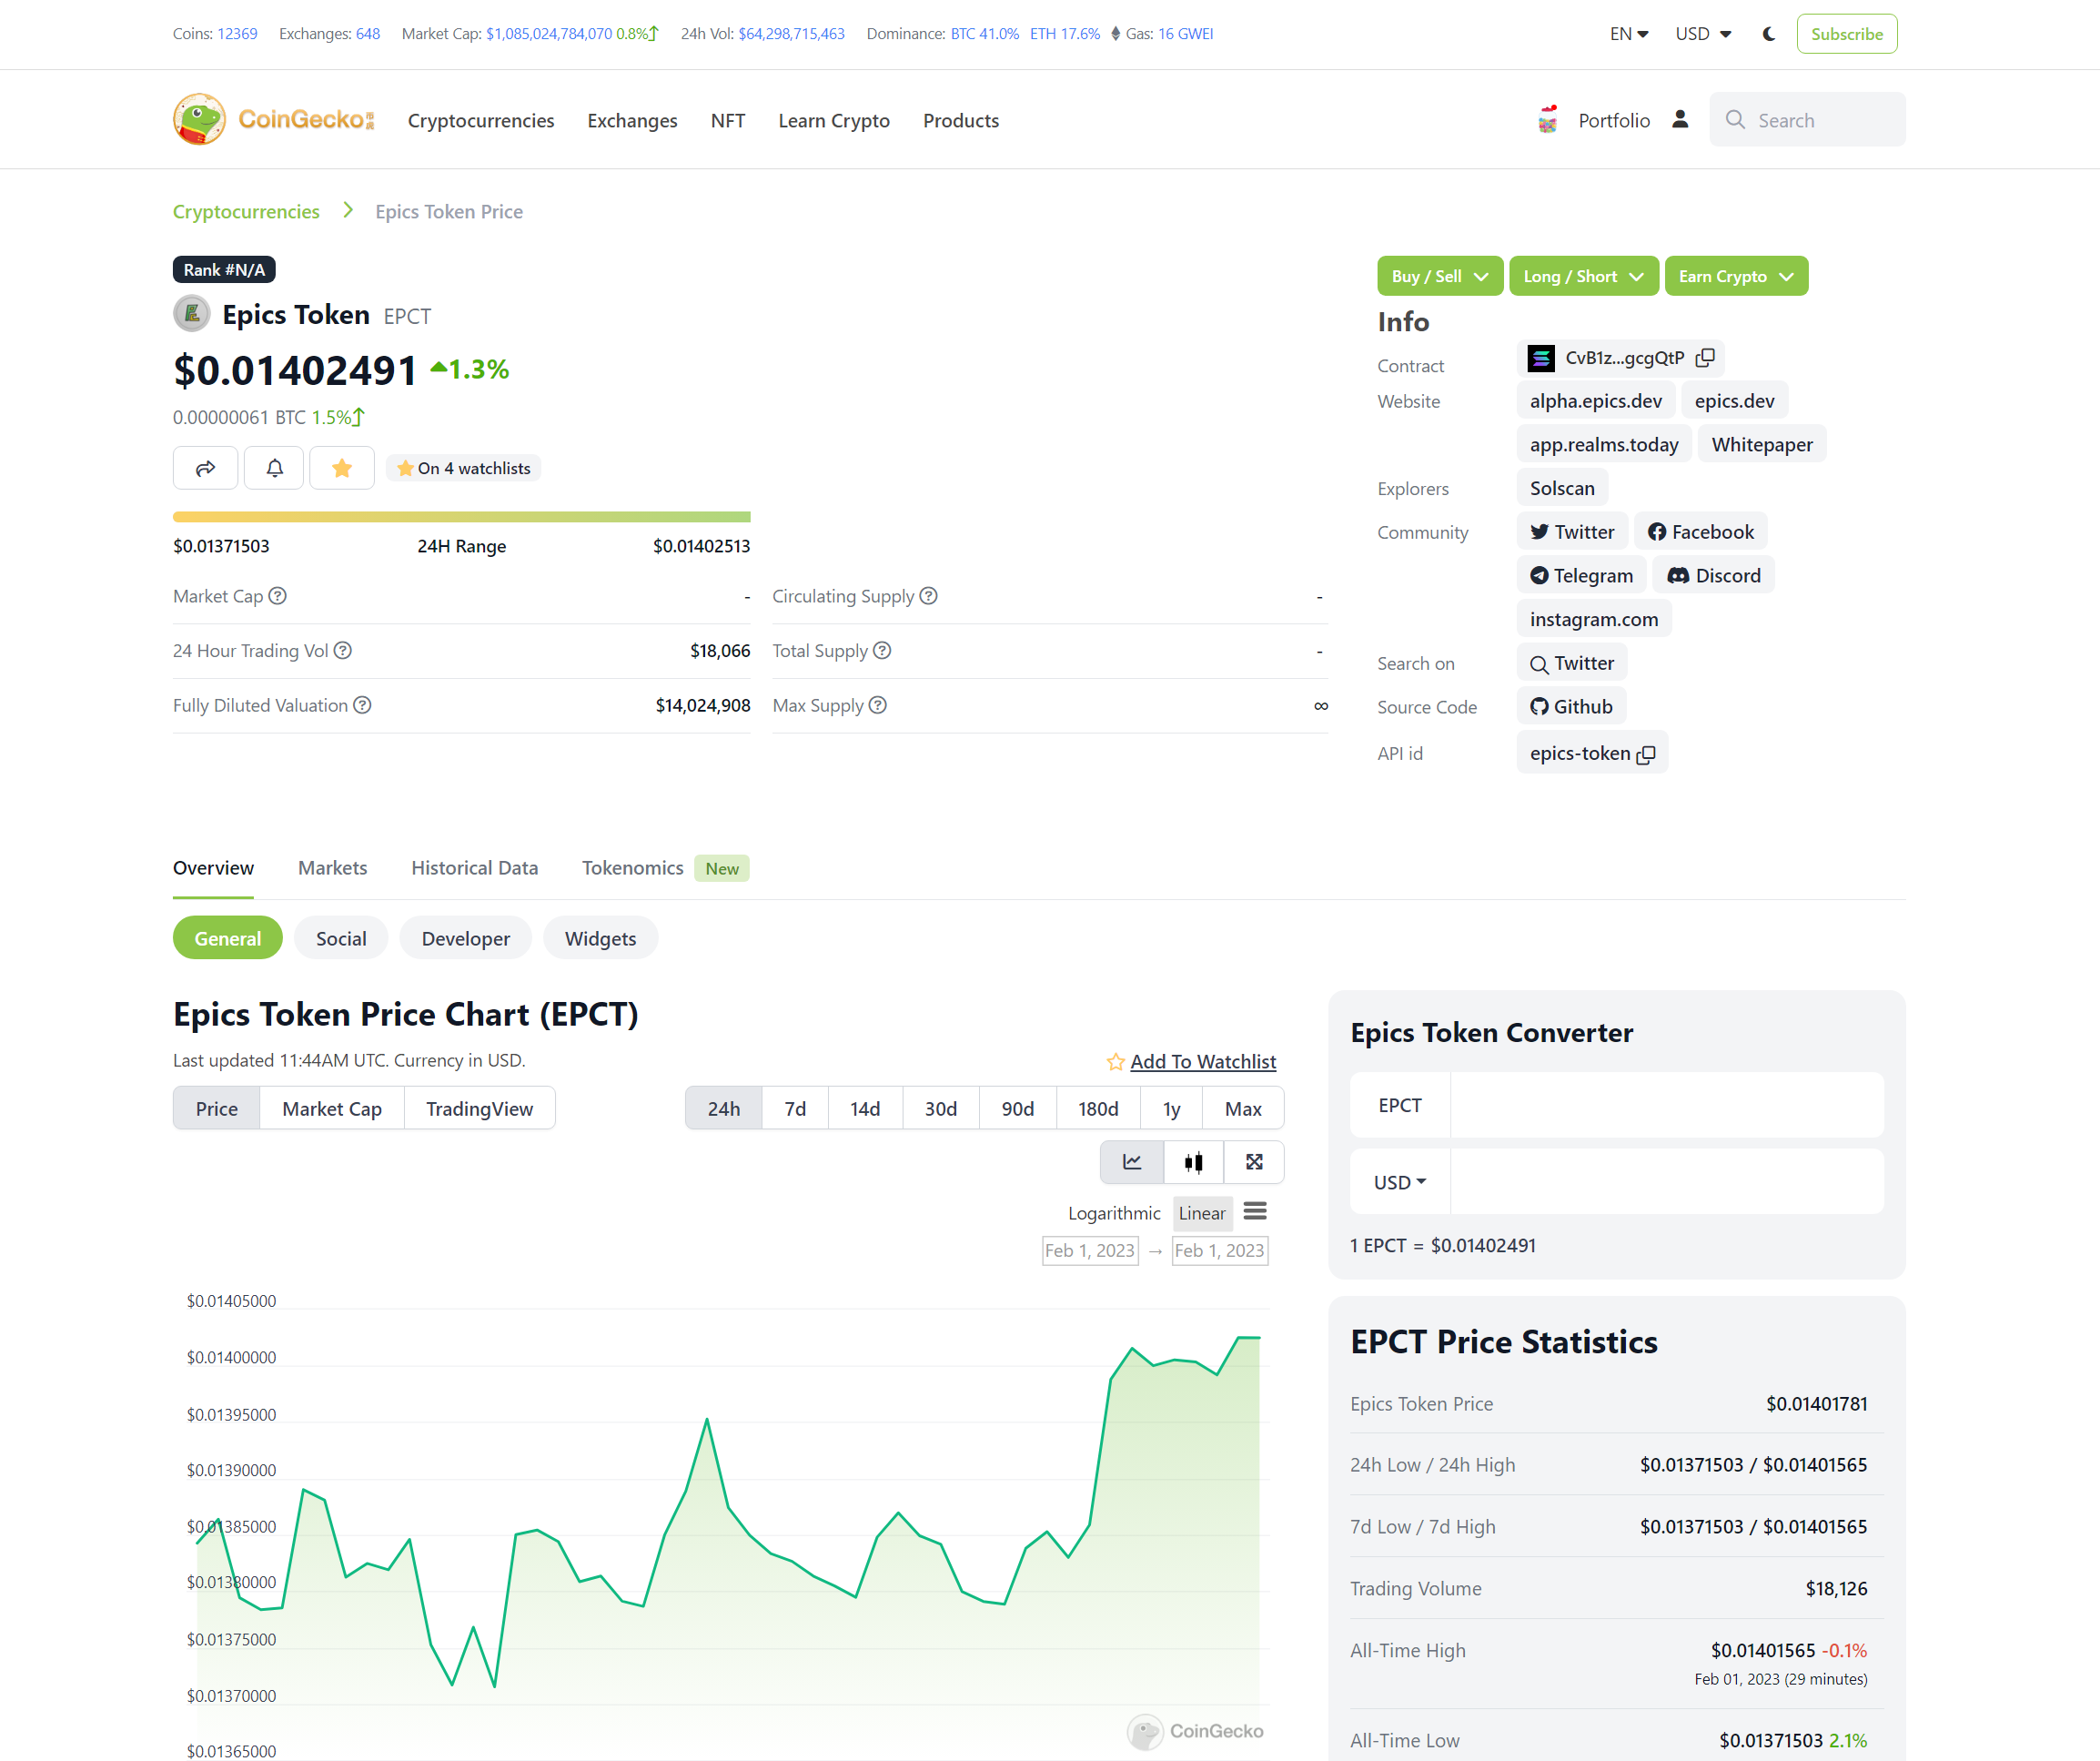 Coins: 12369 Exchanges: 648 Market Cap: $1,085,024,784,070 0.8% 24h Vol: $64,298,715,463 Dominance: BTC 41.0% ETH 17.6% Gas: 16 GWEI EN USD Subscribe
CoinGecko Cryptocurrencies Exchanges NFT Learn Crypto Products Portfolio Search
Cryptocurrencies Epics Token Price
Rank #N/A
Epics Token EPCT
$0.01402491 1.3%
0.00000061 BTC 1.5%
On 4 watchlists
$0.01371503 24H Range $0.01402513
Market Cap - Circulating Supply -
24 Hour Trading Vol $18,066 Total Supply -
Fully Diluted Valuation $14,024,908 Max Supply ∞
Buy / Sell Long / Short Earn Crypto
Info
Contract CvB1z...gcgQtP
Website alpha.epics.dev epics.dev
app.realms.today Whitepaper
Explorers Solscan
Community Twitter Facebook
Telegram Discord
instagram.com
Search on Twitter
Source Code Github
API id epics-token
Overview Markets Historical Data Tokenomics New
General Social Developer Widgets
Epics Token Price Chart (EPCT)
Last updated 11:44AM UTC. Currency in USD.
Add To Watchlist
Price Market Cap TradingView 24h 7d 14d 30d 90d 180d 1y Max
Logarithmic Linear
Feb 1, 2023 → Feb 1, 2023
$0.01405000
$0.01400000
$0.01395000
$0.01390000
$0.01385000
$0.01380000
$0.01375000
$0.01370000
$0.01365000
CoinGecko
Epics Token Converter
EPCT
USD
1 EPCT = $0.01402491
EPCT Price Statistics
Epics Token Price $0.01401781
24h Low / 24h High $0.01371503 / $0.01401565
7d Low / 7d High $0.01371503 / $0.01401565
Trading Volume $18,126
All-Time High $0.01401565 -0.1%
Feb 01, 2023 (29 minutes)
All-Time Low $0.01371503 2.1%